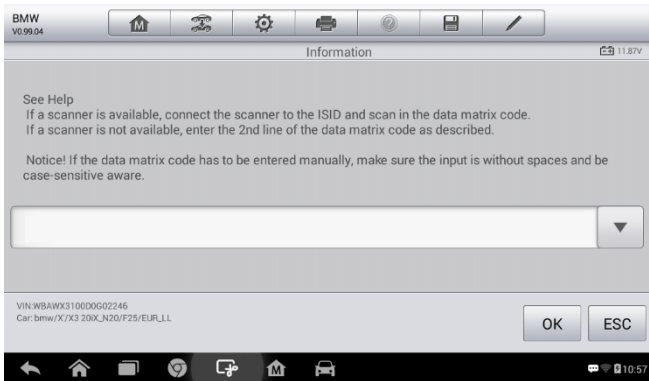 BMW
V0.99.04
Information
11.87V
See Help
If a scanner is available, connect the scanner to the ISID and scan in the data matrix code.
If a scanner is not available, enter the 2nd line of the data matrix code as described.
Notice! If the data matrix code has to be entered manually, make sure the input is without spaces and be
case-sensitive aware.
VIN:WBAWX3100D0G02246
Car: bmw/X'/X3 20iX_N20/F25/EUR_LL
OK
ESC
10:57